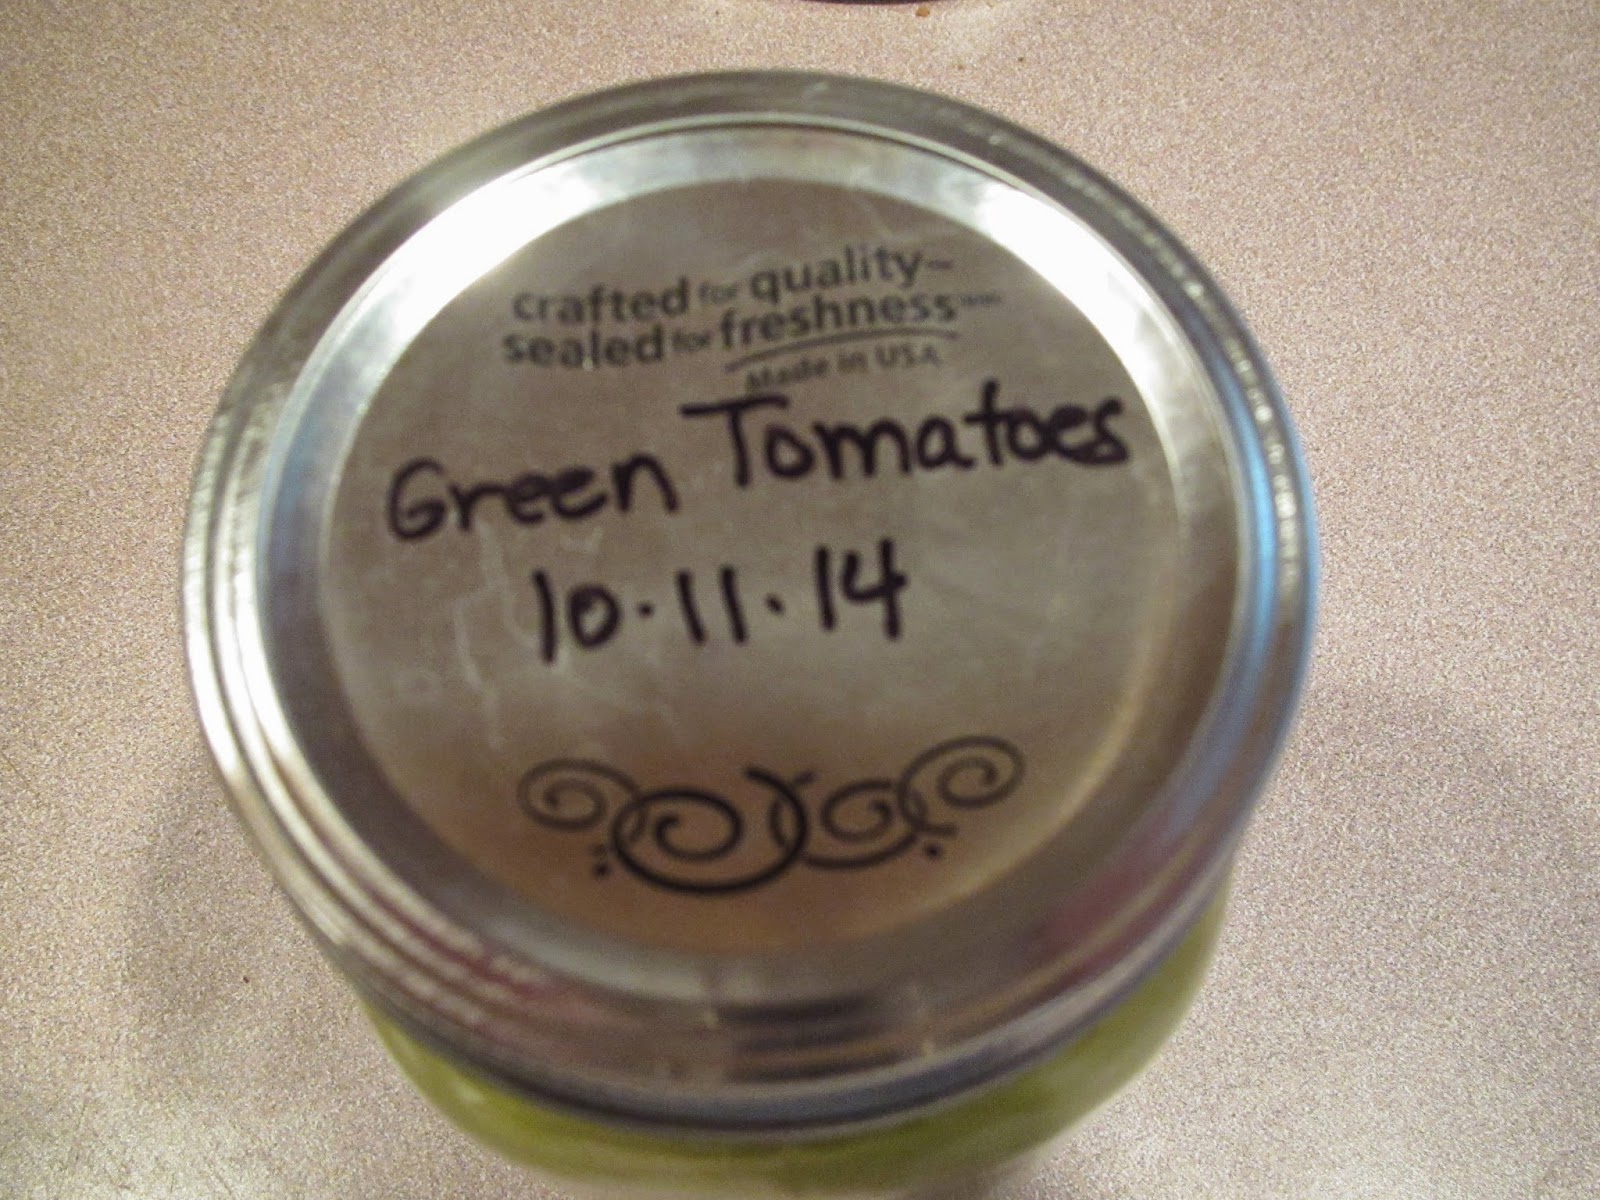 crafted for quality
sealed for freshness
Made in USA
Green Tomatoes
10.11.14